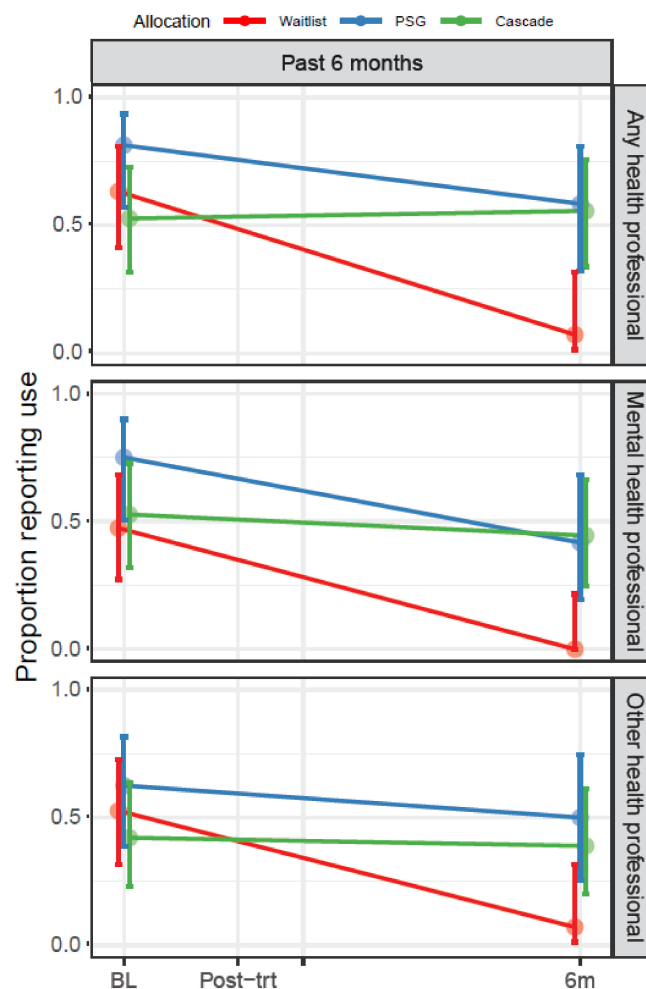 Allocation Waitlist PSG Cascade
Past 6 months
1.0
0.5
0.0
Any health professional
1.0
0.5
0.0
Mental health professional
1.0
0.5
0.0
Other health professional
Proportion reporting use
BL Post−trt 6m